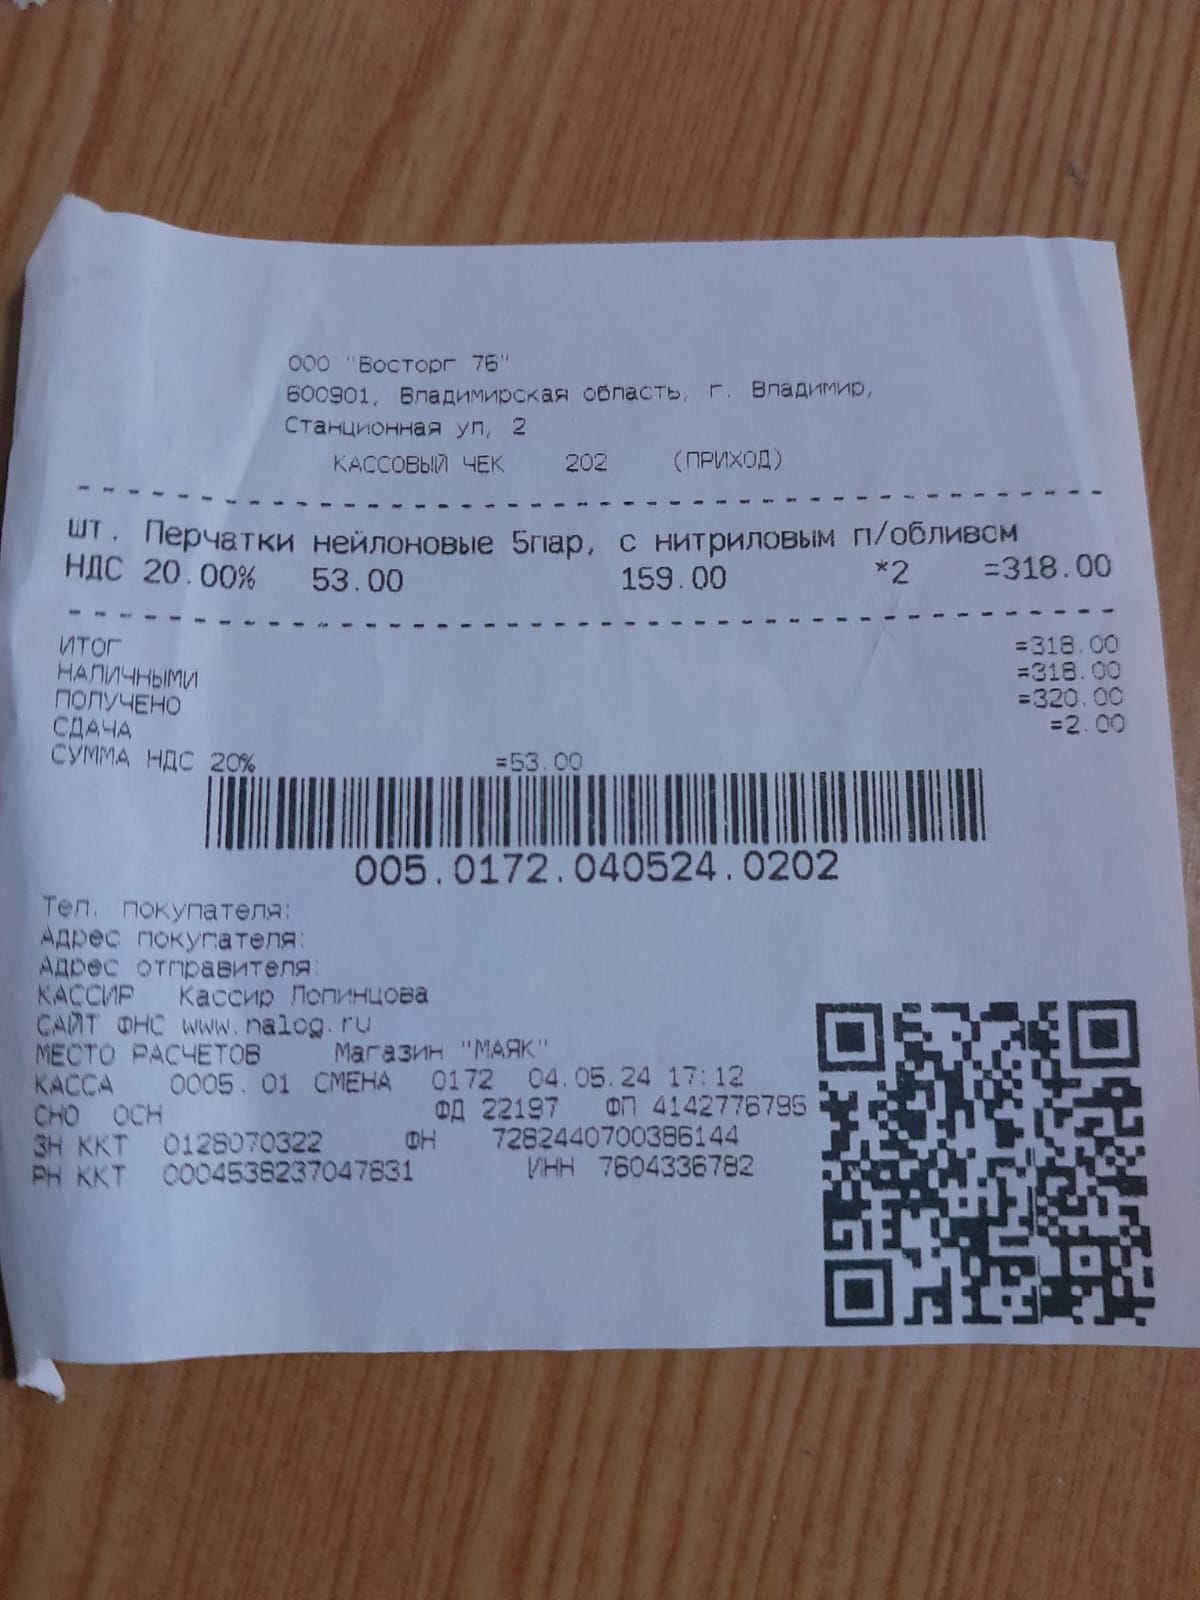 ООО "Восторг 76"
600901, Владимирская область, г. Владимир,
Станционная ул, 2
КАССОВЫЙ ЧЕК 202 (ПРИХОД)
шт. Перчатки нейлоновые 5пар, с нитриловым п/обливом
НДС 20.00% 53.00 159.00 *2 =318.00
ИТОГ =318.00
НАЛИЧНЫМИ =318.00
ПОЛУЧЕНО =320.00
СДАЧА =2.00
СУММА НДС 20% =53.00
005.0172.040524.0202
Тел. покупателя:
Адрес покупателя:
Адрес отправителя:
КАССИР Кассир Лопинцова
САЙТ ФНС www.nalog.ru
МЕСТО РАСЧЕТОВ Магазин "МАЯК"
КАССА 0005.01 СМЕНА 0172 04.05.24 17:12
СНО ОСН ФД 22197 ФП 4142776795
ЗН ККТ 0128070322 ФН 7282440700386144
РН ККТ 0004538237047831 ИНН 7604336782